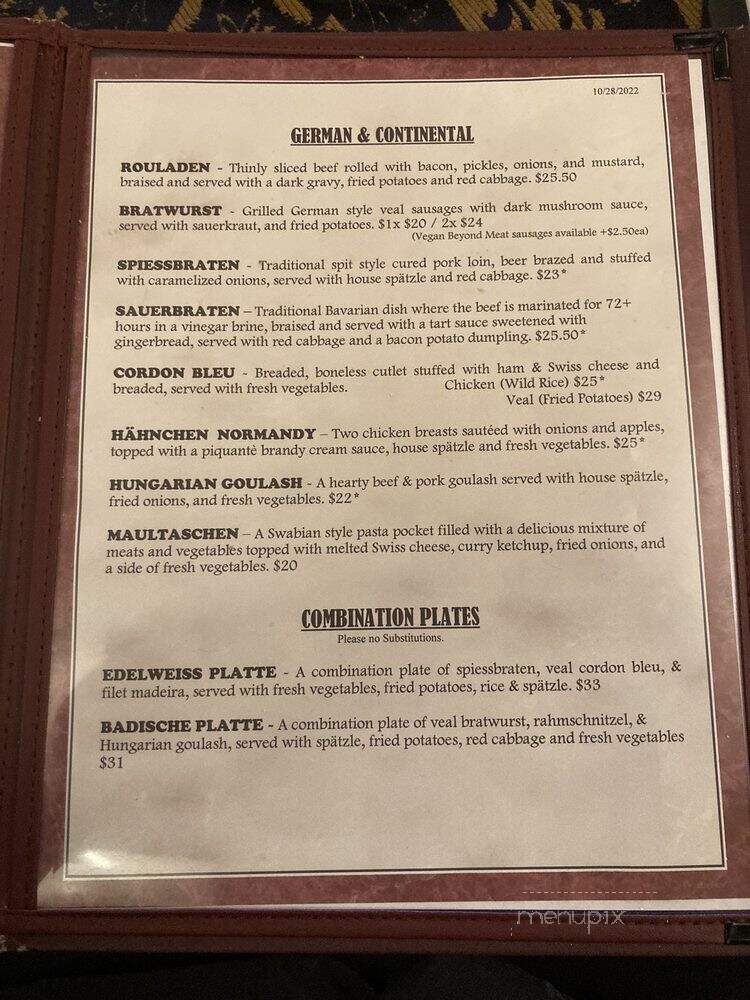 10/28/2022
GERMAN & CONTINENTAL
ROULADEN - Thinly sliced beef rolled with bacon, pickles, onions, and mustard,
braised and served with a dark gravy, fried potatoes and red cabbage. $25.50
BRATWURST - Grilled German style veal sausages with dark mushroom sauce,
served with sauerkraut, and fried potatoes. $1x $20 / 2x $24
(Vegan Beyond Meat sausages available +$2.50ea)
SPIESSBRATEN - Traditional spit style cured pork loin, beer brazed and stuffed
with caramelized onions, served with house spätzle and red cabbage. $23*
SAUERBRATEN – Traditional Bavarian dish where the beef is marinated for 72+
hours in a vinegar brine, braised and served with a tart sauce sweetened with
gingerbread, served with red cabbage and a bacon potato dumpling. $25.50*
CORDON BLEU - Breaded, boneless cutlet stuffed with ham & Swiss cheese and
breaded, served with fresh vegetables. Chicken (Wild Rice) $25*
Veal (Fried Potatoes) $29
HÄHNCHEN NORMANDY – Two chicken breasts sautéed with onions and apples,
topped with a piquantè brandy cream sauce, house spätzle and fresh vegetables. $25*
HUNGARIAN GOULASH - A hearty beef & pork goulash served with house spätzle,
fried onions, and fresh vegetables. $22*
MAULTASCHEN – A Swabian style pasta pocket filled with a delicious mixture of
meats and vegetables topped with melted Swiss cheese, curry ketchup, fried onions, and
a side of fresh vegetables. $20
COMBINATION PLATES
Please no Substitutions.
EDELWEISS PLATTE - A combination plate of spiessbraten, veal cordon bleu, &
filet madeira, served with fresh vegetables, fried potatoes, rice & spätzle. $33
BADISCHE PLATTE - A combination plate of veal bratwurst, rahmschnitzel, &
Hungarian goulash, served with spätzle, fried potatoes, red cabbage and fresh vegetables
$31
menupix